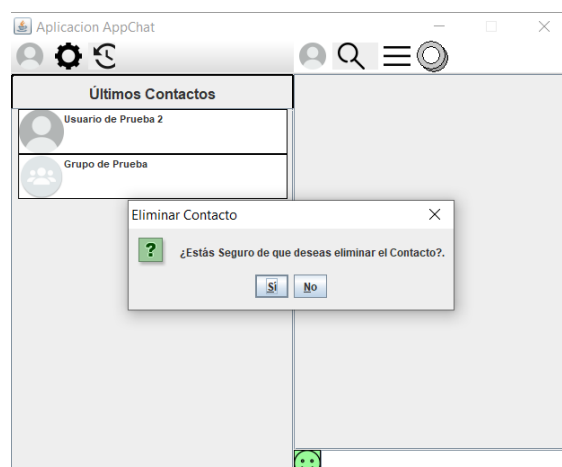 Aplicacion AppChat
Últimos Contactos
Usuario de Prueba 2
Grupo de Prueba
Eliminar Contacto
¿Estás Seguro de que deseas eliminar el Contacto?.
Sí
No